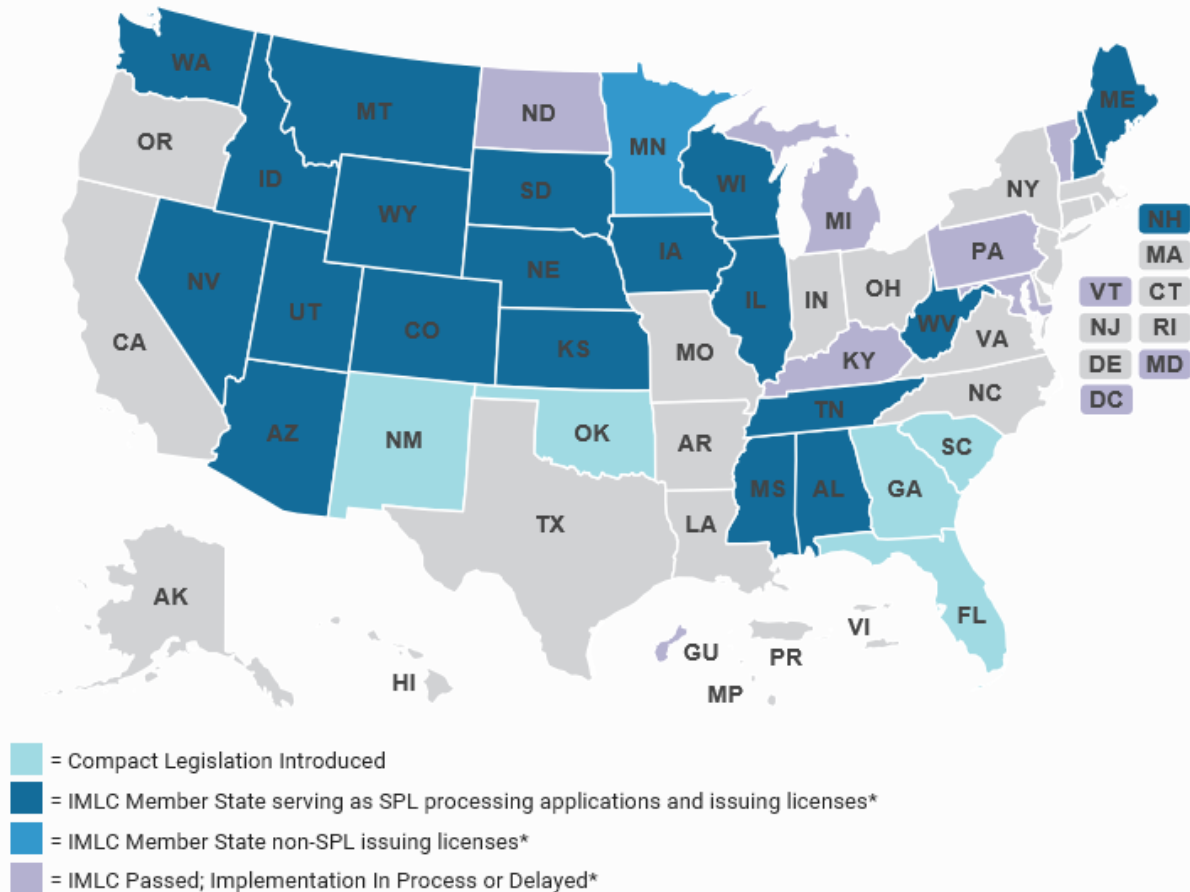 WA
MT
ND
MN
ME
OR
ID
SD
WI
NY
WY
MI
NH
IA
NE
PA
MA
NV
IL
IN
OH
VT
CT
UT
CO
WV
NJ
RI
CA
KS
MO
KY
VA
DE
MD
NC
DC
TN
AZ
NM
OK
AR
SC
MS
AL
GA
TX
LA
AK
FL
VI
GU
PR
HI
MP
= Compact Legislation Introduced
= IMLC Member State serving as SPL processing applications and issuing licenses*
= IMLC Member State non-SPL issuing licenses*
= IMLC Passed; Implementation In Process or Delayed*